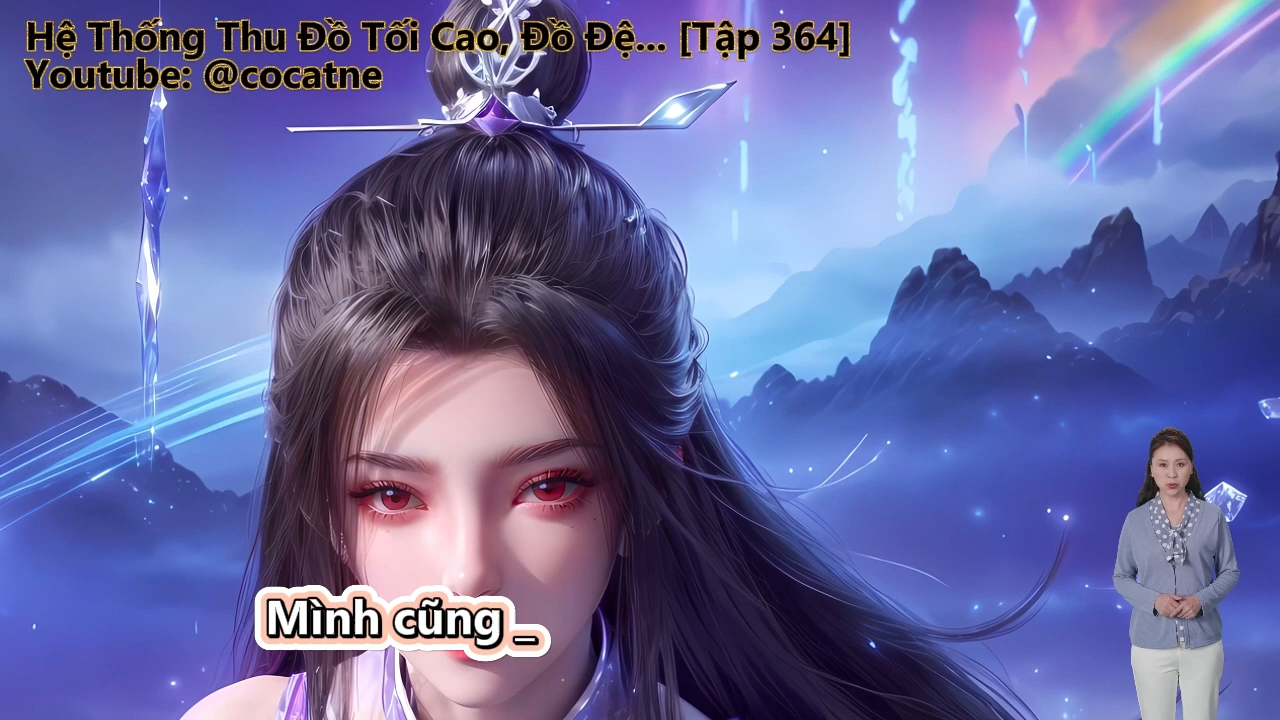 Hệ Thống Thu Đồ Tối Cao, Đồ Đệ... [Tập 364]
Youtube: @cocatne
Mình cũng _